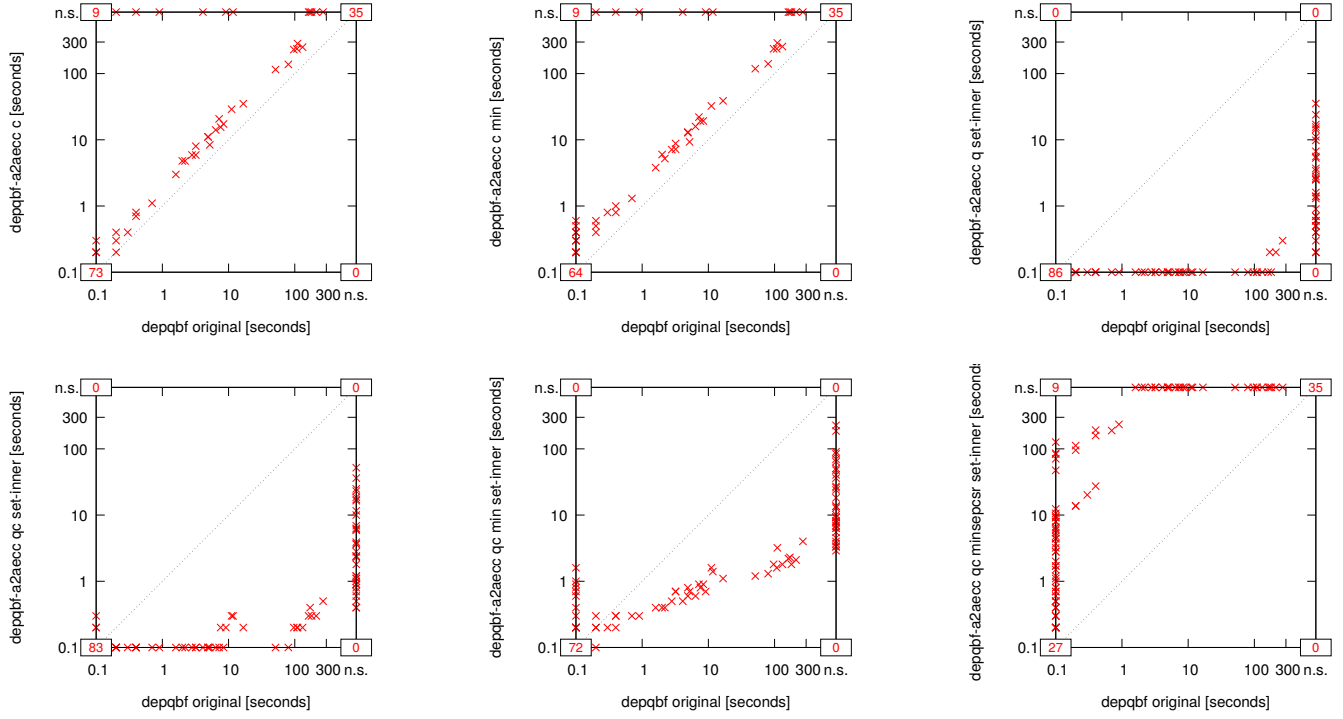 n.s. 9 35
300
100
10
1
0.1 73 0
0.1 1 10 100 300 n.s.
depqbf original [seconds]
depqbf-a2aecc c [seconds]
n.s. 9 35
300
100
10
1
0.1 64 0
0.1 1 10 100 300 n.s.
depqbf original [seconds]
depqbf-a2aecc c min [seconds]
n.s. 0 0
300
100
10
1
0.1 86 0
0.1 1 10 100 300 n.s.
depqbf original [seconds]
depqbf-a2aecc q set-inner [seconds]
n.s. 0 0
300
100
10
1
0.1 83 0
0.1 1 10 100 300 n.s.
depqbf original [seconds]
depqbf-a2aecc qc set-inner [seconds]
n.s. 0 0
300
100
10
1
0.1 72 0
0.1 1 10 100 300 n.s.
depqbf original [seconds]
depqbf-a2aecc qc min set-inner [seconds]
n.s. 9 35
300
100
10
1
0.1 27 0
0.1 1 10 100 300 n.s.
depqbf original [seconds]
depqbf-a2aecc qc minsepcsr set-inner [second